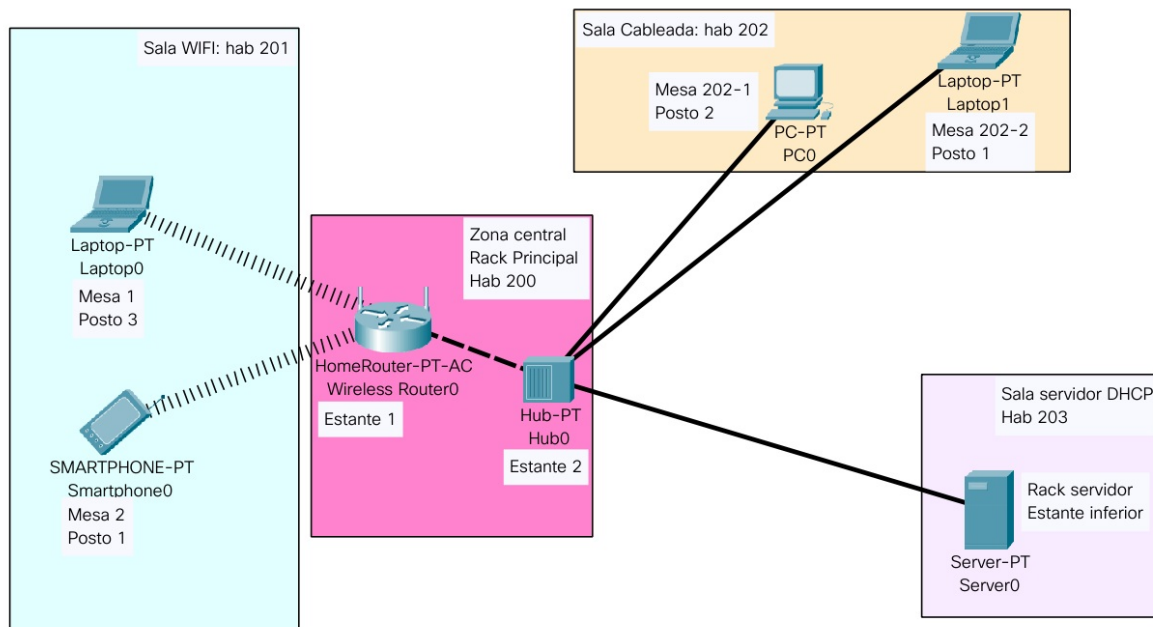 Sala WIFI: hab 201
Laptop-PT
Laptop0
Mesa 1
Posto 3
SMARTPHONE-PT
Smartphone0
Mesa 2
Posto 1
Zona central
Rack Principal
Hab 200
HomeRouter-PT-AC
Wireless Router0
Estante 1
Hub-PT
Hub0
Estante 2
Sala Cableada: hab 202
Mesa 202-1
Posto 2
PC-PT
PC0
Laptop-PT
Laptop1
Mesa 202-2
Posto 1
Sala servidor DHCP
Hab 203
Rack servidor
Estante inferior
Server-PT
Server0